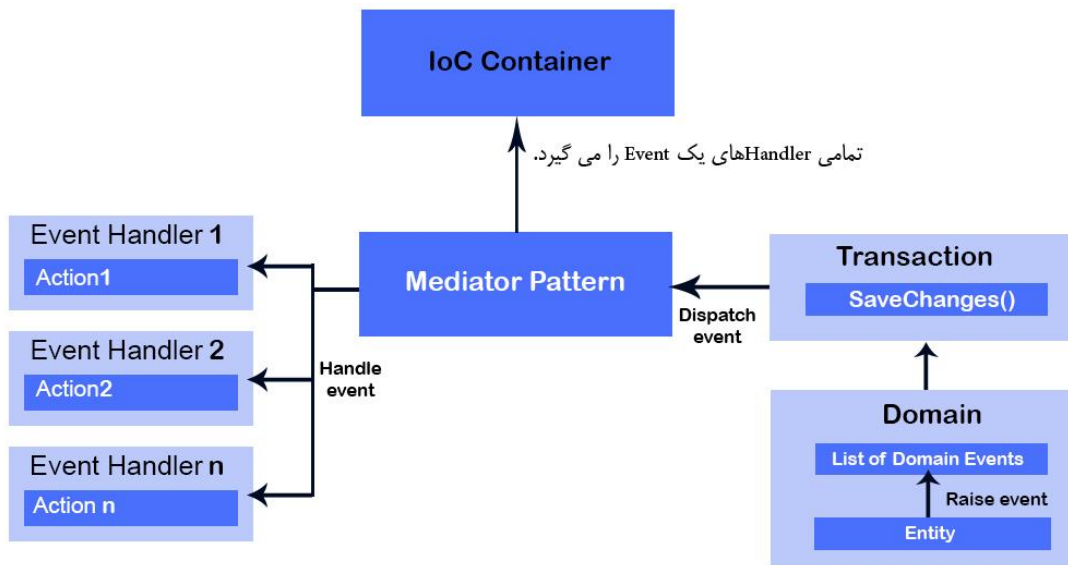 IoC Container
تمامی Handlerهای یک Event را می گیرد.
Event Handler 1
Action1
Mediator Pattern
Transaction
SaveChanges()
Dispatch
event
Event Handler 2
Action2
Handle
event
Domain
List of Domain Events
Raise event
Entity
Event Handler n
Action n